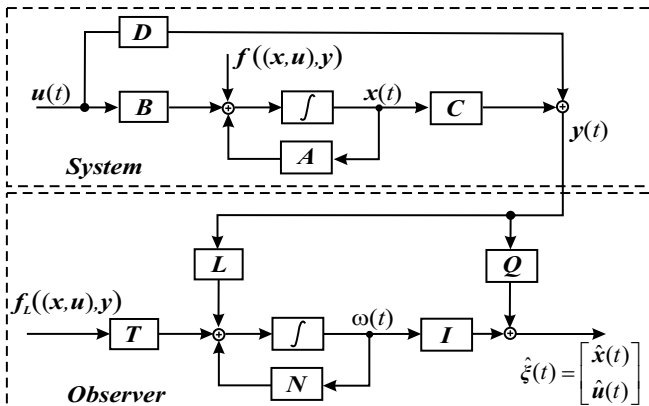 D
f((x,u),y)
u(t)
B
∫
x(t)
C
y(t)
A
System
L
Q
f_L((x,u),y)
T
∫
ω(t)
I
N
ξ̂(t) = [x̂(t) û(t)]
Observer